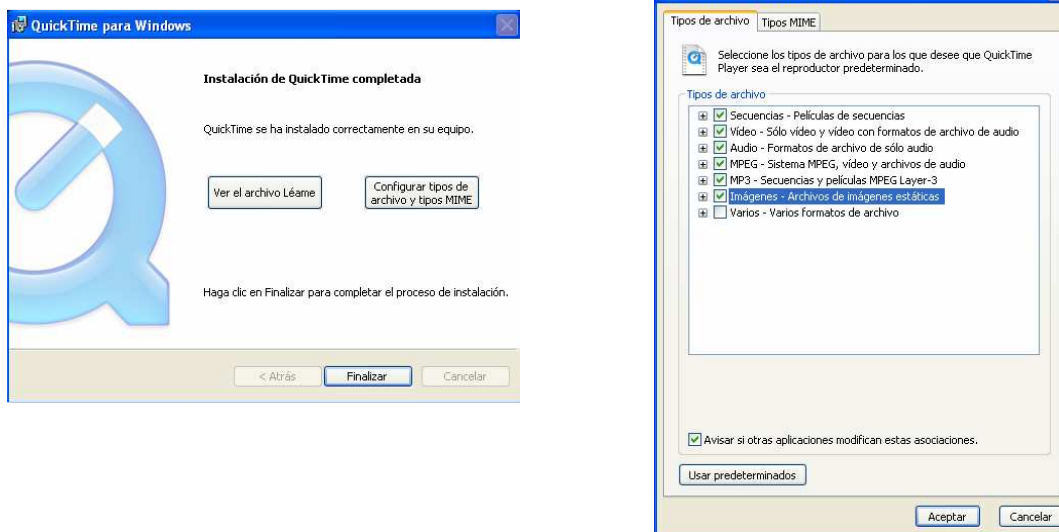 QuickTime para Windows
Instalación de QuickTime completada
QuickTime se ha instalado correctamente en su equipo.
Ver el archivo Léame
Configurar tipos de
archivo y tipos MIME
Haga clic en Finalizar para completar el proceso de instalación.
< Atrás
Finalizar
Cancelar
Tipos de archivo
Tipos MIME
Seleccione los tipos de archivo para los que desee que QuickTime
Player sea el reproductor predeterminado.
Tipos de archivo
Secuencias - Películas de secuencias
Vídeo - Sólo vídeo y vídeo con formatos de archivo de audio
Audio - Formatos de archivo de sólo audio
MPEG - Sistema MPEG, vídeo y archivos de audio
MP3 - Secuencias y películas MPEG Layer-3
Imágenes - Archivos de imágenes estáticas
Varios - Varios formatos de archivo
Avisar si otras aplicaciones modifican estas asociaciones.
Usar predeterminados
Aceptar
Cancelar